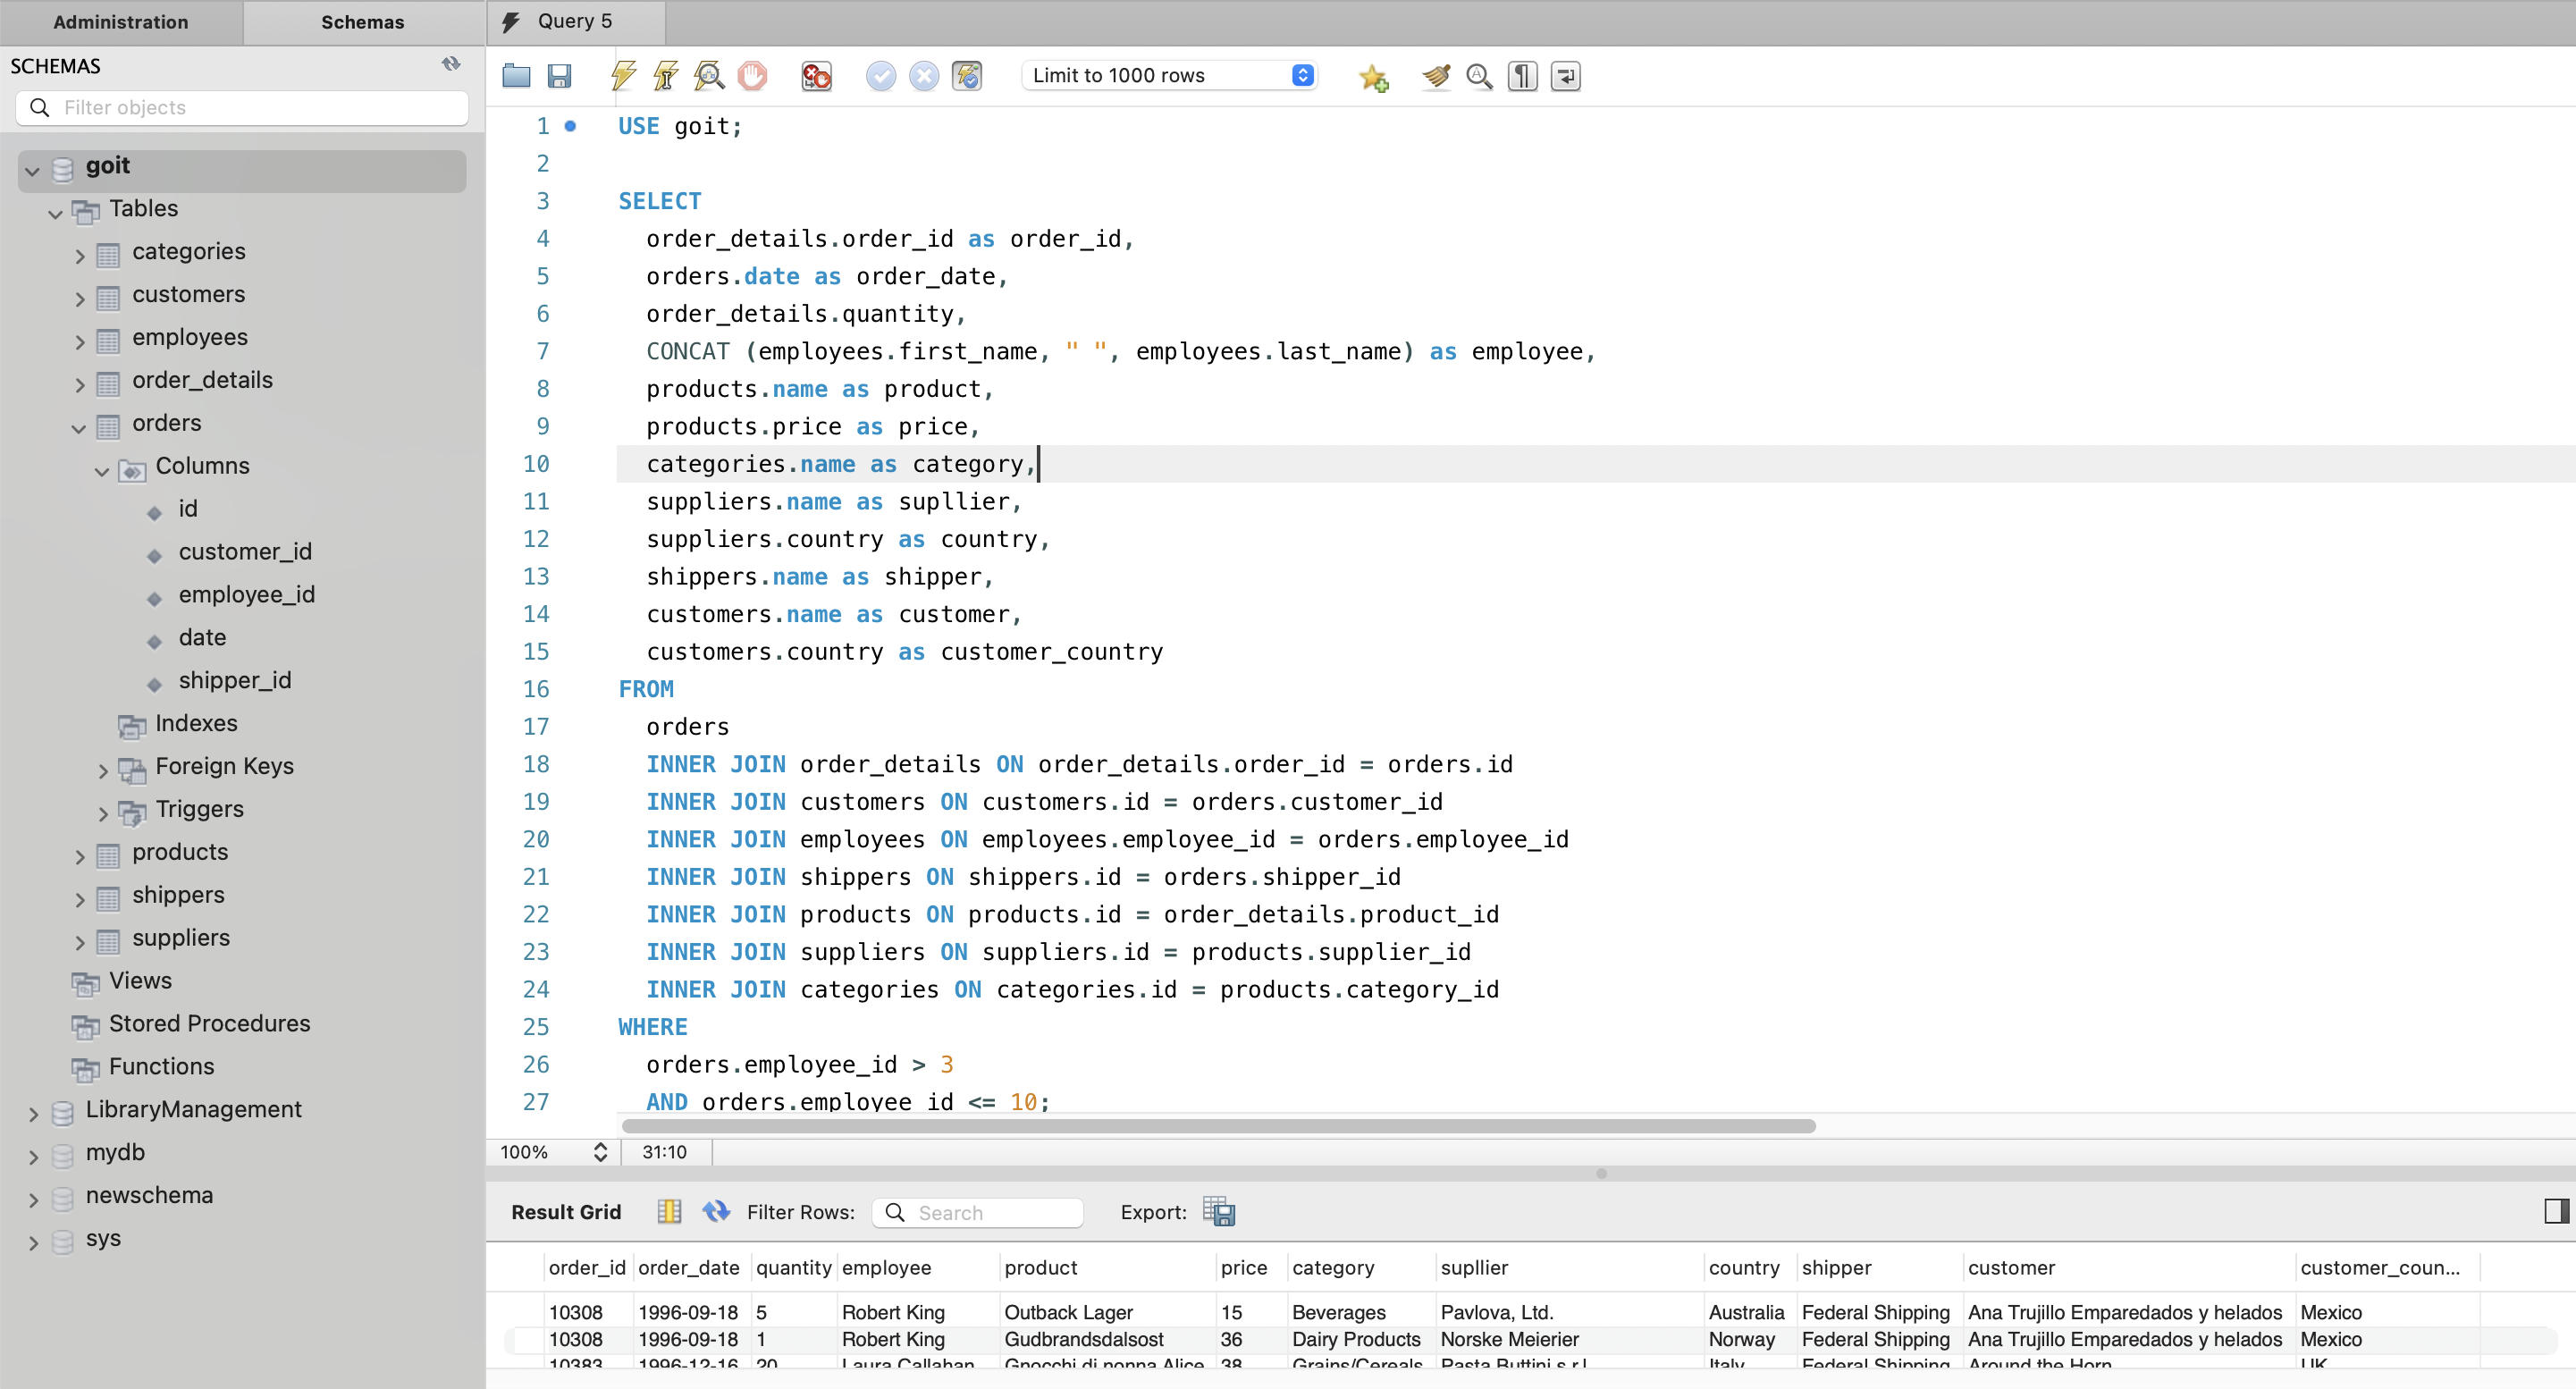 Administration
Schemas
SCHEMAS
Filter objects
goit
Tables
categories
customers
employees
order_details
orders
Columns
id
customer_id
employee_id
date
shipper_id
Indexes
Foreign Keys
Triggers
products
shippers
suppliers
Views
Stored Procedures
Functions
LibraryManagement
mydb
newschema
sys
Query 5
Limit to 1000 rows
1 USE goit;
2
3 SELECT
4 order_details.order_id as order_id,
5 orders.date as order_date,
6 order_details.quantity,
7 CONCAT (employees.first_name, " ", employees.last_name) as employee,
8 products.name as product,
9 products.price as price,
10 categories.name as category,
11 suppliers.name as supllier,
12 suppliers.country as country,
13 shippers.name as shipper,
14 customers.name as customer,
15 customers.country as customer_country
16 FROM
17 orders
18 INNER JOIN order_details ON order_details.order_id = orders.id
19 INNER JOIN customers ON customers.id = orders.customer_id
20 INNER JOIN employees ON employees.employee_id = orders.employee_id
21 INNER JOIN shippers ON shippers.id = orders.shipper_id
22 INNER JOIN products ON products.id = order_details.product_id
23 INNER JOIN suppliers ON suppliers.id = products.supplier_id
24 INNER JOIN categories ON categories.id = products.category_id
25 WHERE
26 orders.employee_id > 3
27 AND orders.employee_id <= 10;
100% 31:10
Result Grid Filter Rows: Search Export:
order_id order_date quantity employee product price category supllier country shipper customer customer_coun...
10308 1996-09-18 5 Robert King Outback Lager 15 Beverages Pavlova, Ltd. Australia Federal Shipping Ana Trujillo Emparedados y helados Mexico
10308 1996-09-18 1 Robert King Gudbrandsdalsost 36 Dairy Products Norske Meierier Norway Federal Shipping Ana Trujillo Emparedados y helados Mexico
10383 1996-12-16 20 Laura Callahan Gnocchi di nonna Alice 38 Grains/Cereals Pasta Buttini s.r.l. Italy Federal Shipping Around the Horn UK